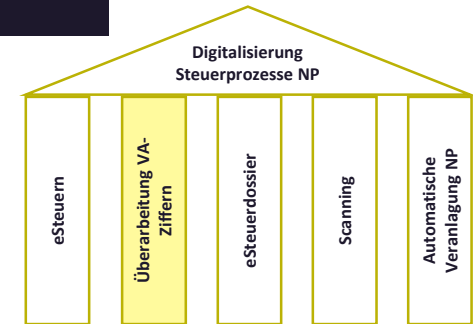 Digitalisierung
Steuerprozesse NP
eSteuern
Überarbeitung VA-
Ziffern
eSteuerdossier
Scanning
Automatische
Veranlagung NP